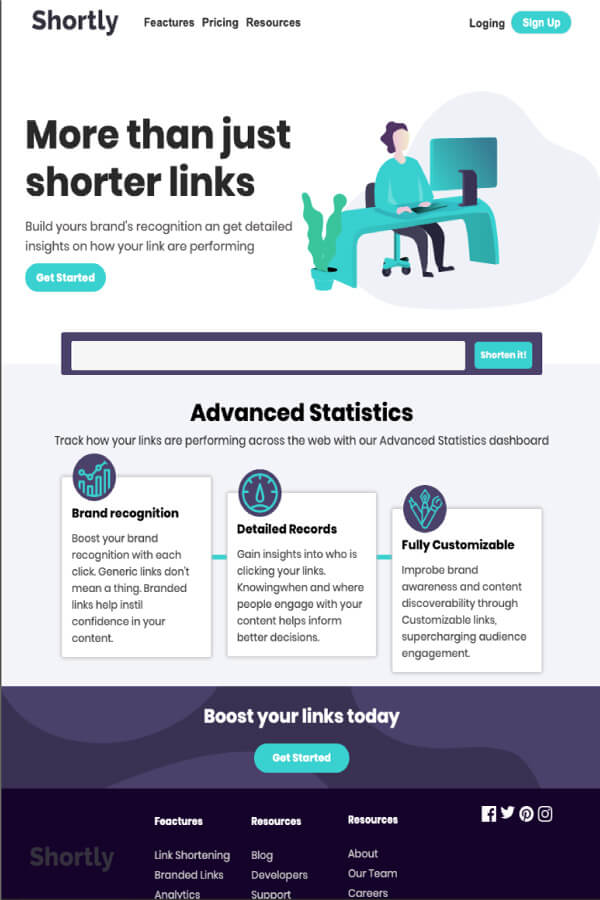 Shortly Feactures Pricing Resources Loging Sign Up
More than just
shorter links
Build yours brand's recognition an get detailed
insights on how your link are performing
Get Started
Shorten it!
Advanced Statistics
Track how your links are performing across the web with our Advanced Statistics dashboard
Brand recognition
Boost your brand
recognition with each
click. Generic links don't
mean a thing. Branded
links help instil
confidence in your
content.
Detailed Records
Gain insights into who is
clicking your links.
Knowingwhen and where
people engage with your
content helps inform
better decisions.
Fully Customizable
Improbe brand
awareness and content
discoverability through
Customizable links,
supercharging audience
engagement.
Boost your links today
Get Started
Shortly
Feactures
Link Shortening
Branded Links
Analytics
Resources
Blog
Developers
Support
Resources
About
Our Team
Careers